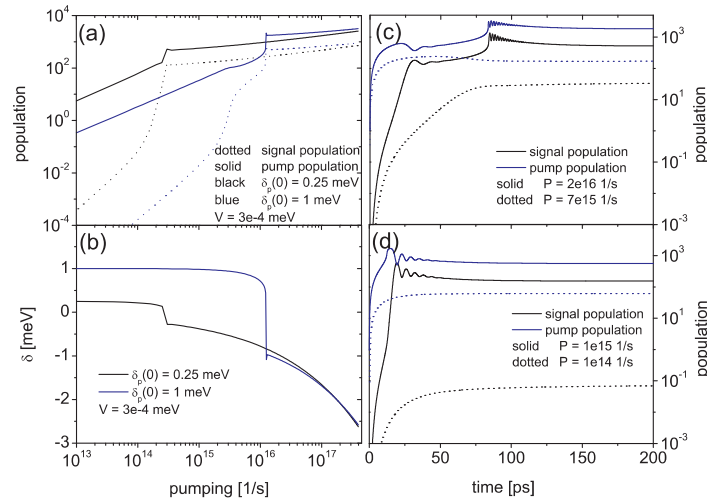 (a)
population
10^4
10^2
10^0
10^-2
10^-4
dotted signal population
solid pump population
black δp(0) = 0.25 meV
blue δp(0) = 1 meV
V = 3e-4 meV
(b)
δ [meV]
1
0
-1
-2
-3
δp(0) = 0.25 meV
δp(0) = 1 meV
V = 3e-4 meV
10^13 10^14 10^15 10^16 10^17
pumping [1/s]
(c)
10^3
10^1
10^-1
10^-3
population
signal population
pump population
solid P = 2e16 1/s
dotted P = 7e15 1/s
(d)
10^3
10^1
10^-1
10^-3
population
signal population
pump population
solid P = 1e15 1/s
dotted P = 1e14 1/s
0 50 100 150 200
time [ps]